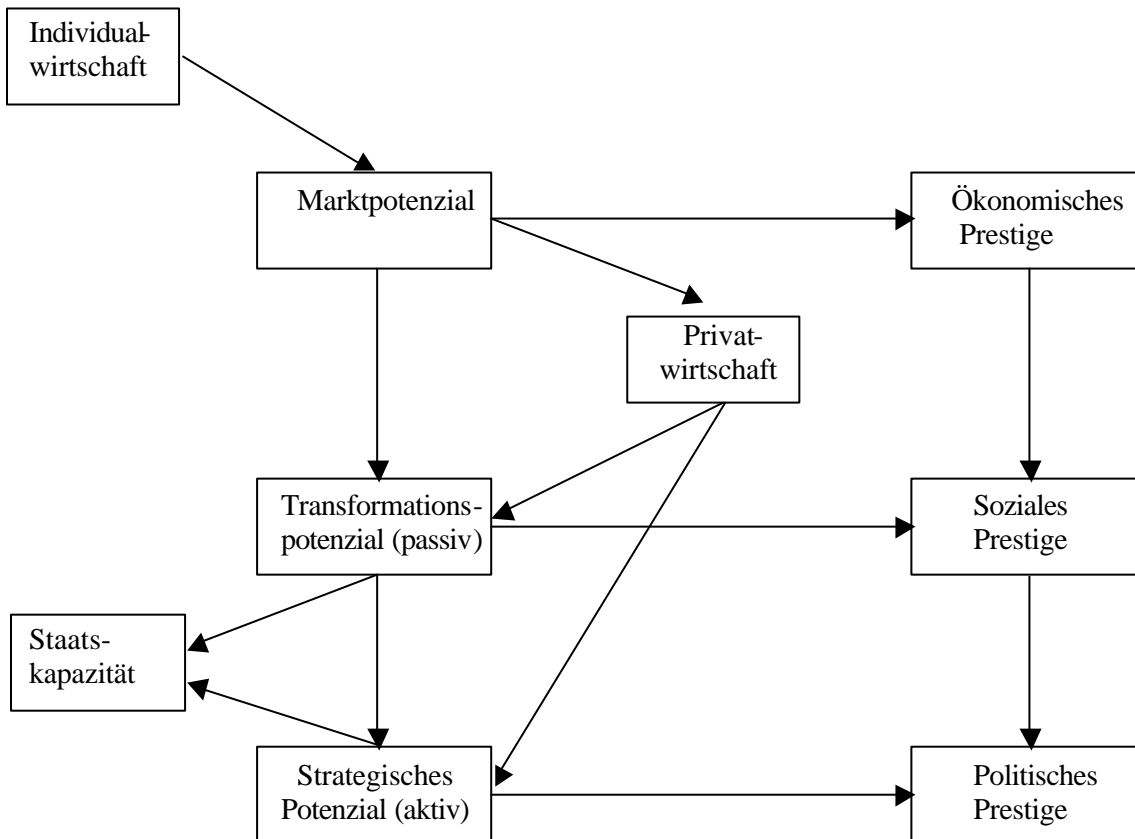 Individual-
wirtschaft
Marktpotenzial
Ökonomisches
Prestige
Privat-
wirtschaft
Transformations-
potenzial (passiv)
Soziales
Prestige
Staats-
kapazität
Strategisches
Potenzial (aktiv)
Politisches
Prestige